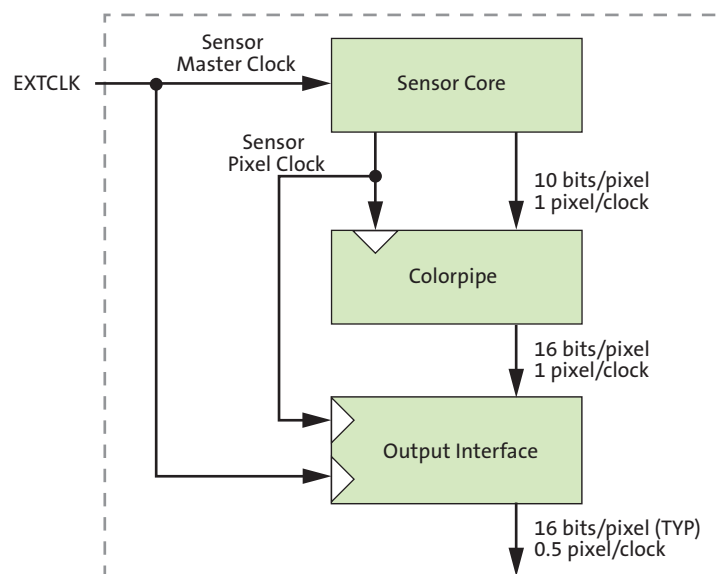 Sensor
Master Clock
EXTCLK
Sensor Core
Sensor
Pixel Clock
10 bits/pixel
1 pixel/clock
Colorpipe
16 bits/pixel
1 pixel/clock
Output Interface
16 bits/pixel (TYP)
0.5 pixel/clock